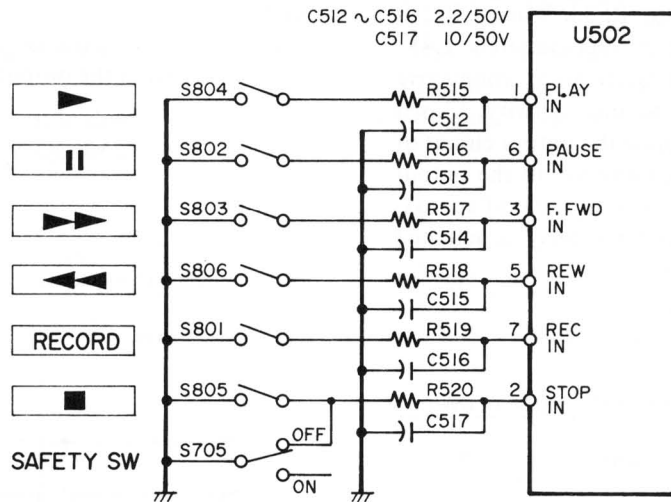 C512 ~ C516 2.2/50V
C517 10/50V
U502
S804 R515 1 PLAY IN
C512
S802 R516 6 PAUSE IN
C513
S803 R517 3 F. FWD IN
C514
S806 R518 5 REW IN
C515
RECORD S801 R519 7 REC IN
C516
S805 R520 2 STOP IN
C517
OFF
SAFETY SW S705
ON